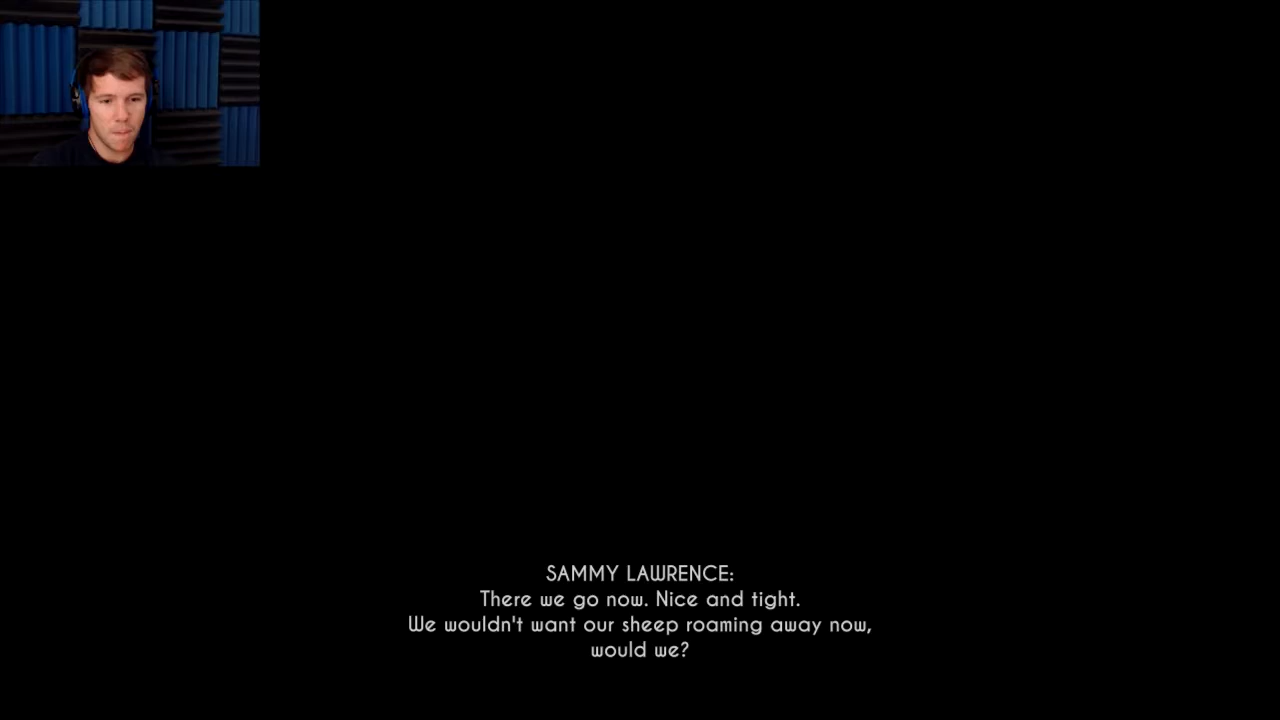 SAMMY LAWRENCE:
There we go now. Nice and tight.
We wouldn't want our sheep roaming away now,
would we?